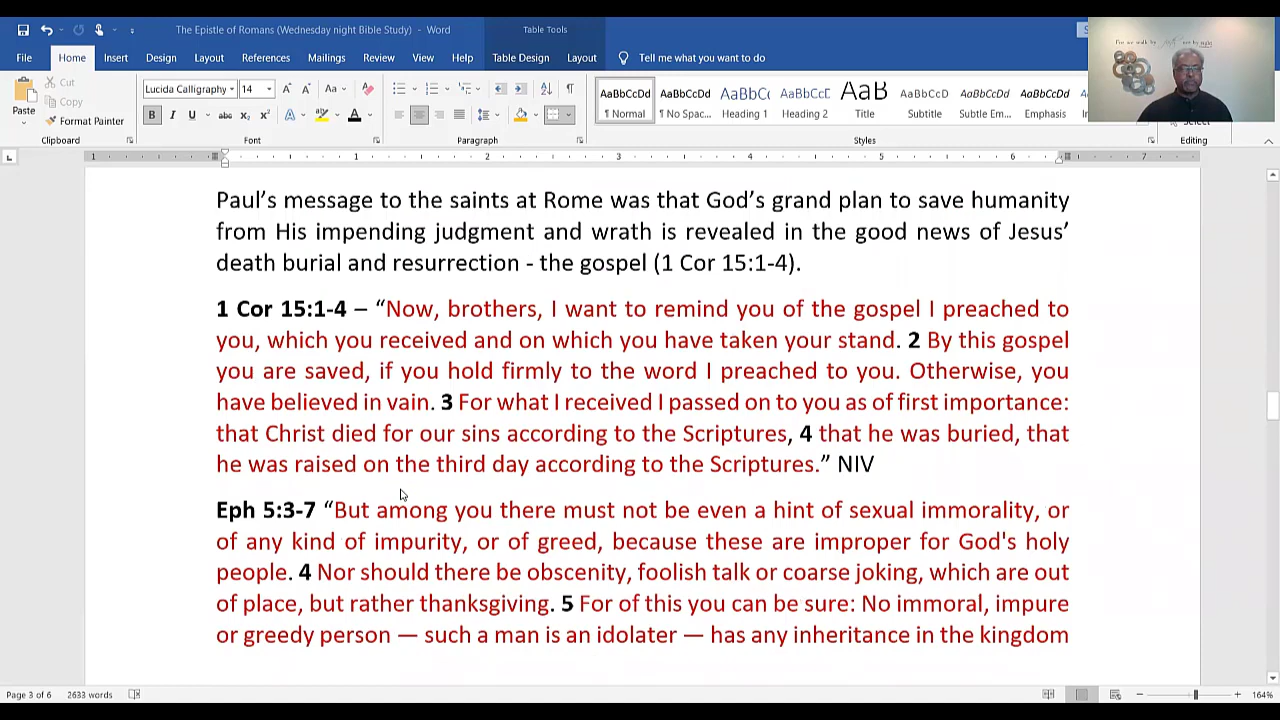 The Epistle of Romans (Wednesday night Bible Study) - Word
Table Tools
File Home Insert Design Layout References Mailings Review View Help Table Design Layout Tell me what you want to do
Cut
Copy
Format Painter
Paste
Clipboard
Lucida Calligraphy 14
Font
Paragraph
AaBbCcDd AaBbCcDd AaBbC( AaBbCcE AaB AaBbCcD AaBbCcDd AaBbCcDd
¶ Normal ¶ No Spac... Heading 1 Heading 2 Title Subtitle Subtle Em... Emphasis
Styles
Editing
1 1 2 3 4 5 6 7
Paul’s message to the saints at Rome was that God’s grand plan to save humanity
from His impending judgment and wrath is revealed in the good news of Jesus’
death burial and resurrection - the gospel (1 Cor 15:1-4).
1 Cor 15:1-4 – “Now, brothers, I want to remind you of the gospel I preached to
you, which you received and on which you have taken your stand. 2 By this gospel
you are saved, if you hold firmly to the word I preached to you. Otherwise, you
have believed in vain. 3 For what I received I passed on to you as of first importance:
that Christ died for our sins according to the Scriptures, 4 that he was buried, that
he was raised on the third day according to the Scriptures.” NIV
Eph 5:3-7 “But among you there must not be even a hint of sexual immorality, or
of any kind of impurity, or of greed, because these are improper for God's holy
people. 4 Nor should there be obscenity, foolish talk or coarse joking, which are out
of place, but rather thanksgiving. 5 For of this you can be sure: No immoral, impure
or greedy person — such a man is an idolater — has any inheritance in the kingdom
Page 3 of 6 2633 words
164%